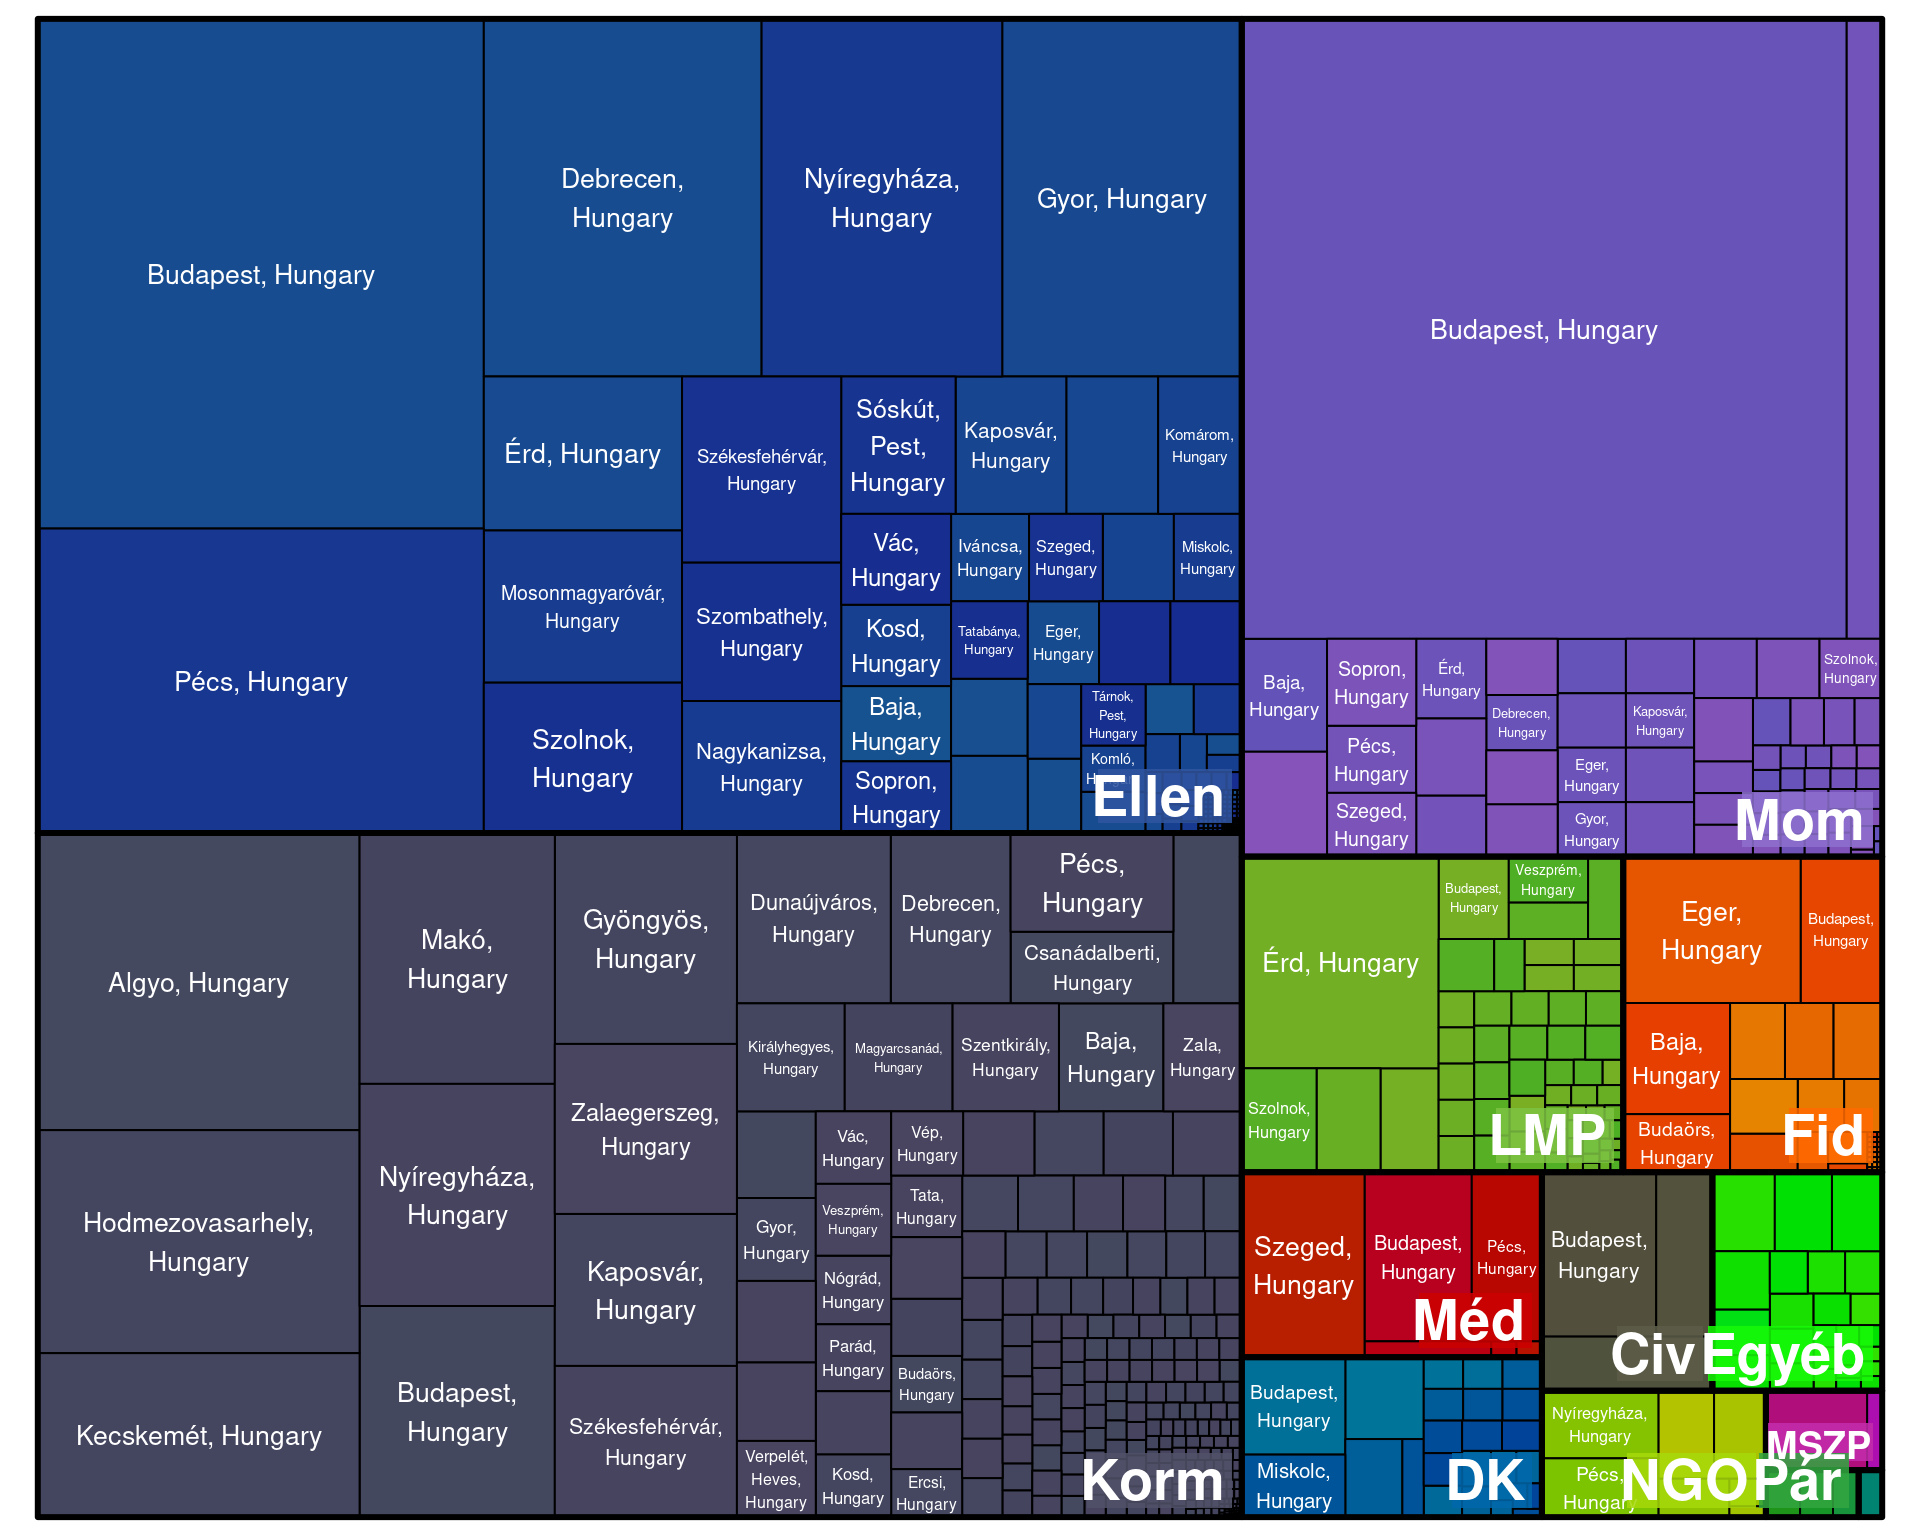 Budapest, Hungary
Pécs, Hungary
Debrecen,
Hungary
Nyíregyháza,
Hungary
Gyor, Hungary
Érd, Hungary
Mosonmagyaróvár,
Hungary
Szolnok,
Hungary
Székesfehérvár,
Hungary
Szombathely,
Hungary
Nagykanizsa,
Hungary
Sóskút,
Pest,
Hungary
Kaposvár,
Hungary
Komárom,
Hungary
Vác,
Hungary
Kosd,
Hungary
Baja,
Hungary
Sopron,
Hungary
Iváncsa,
Hungary
Szeged,
Hungary
Miskolc,
Hungary
Tatabánya,
Hungary
Eger,
Hungary
Tárnok,
Pest,
Hungary
Komló,
Ellen
Budapest, Hungary
Baja,
Hungary
Sopron,
Hungary
Pécs,
Hungary
Szeged,
Hungary
Érd,
Hungary
Debrecen,
Hungary
Eger,
Hungary
Gyor,
Hungary
Kaposvár,
Hungary
Szolnok,
Hungary
Mom
Algyo, Hungary
Hodmezovasarhely,
Hungary
Kecskemét, Hungary
Makó,
Hungary
Nyíregyháza,
Hungary
Budapest,
Hungary
Gyöngyös,
Hungary
Zalaegerszeg,
Hungary
Kaposvár,
Hungary
Székesfehérvár,
Hungary
Dunaújváros,
Hungary
Debrecen,
Hungary
Pécs,
Hungary
Csanádalberti,
Hungary
Királyhegyes,
Hungary
Magyarcsanád,
Hungary
Szentkirály,
Hungary
Baja,
Hungary
Zala,
Hungary
Gyor,
Hungary
Verpelét,
Heves,
Hungary
Vác,
Hungary
Veszprém,
Hungary
Nógrád,
Hungary
Parád,
Hungary
Kosd,
Hungary
Vép,
Hungary
Tata,
Hungary
Budaörs,
Hungary
Ercsi,
Hungary
Korm
Érd, Hungary
Szolnok,
Hungary
Budapest,
Hungary
Veszprém,
Hungary
LMP
Eger,
Hungary
Budapest,
Hungary
Baja,
Hungary
Budaörs,
Hungary
Fid
Szeged,
Hungary
Budapest,
Hungary
Pécs,
Hungary
Méd
Budapest,
Hungary
Civ
Egyéb
Budapest,
Hungary
Miskolc,
Hungary
DK
Nyíregyháza,
Hungary
Pécs,
Hungary
NGO
MSZP
Pár